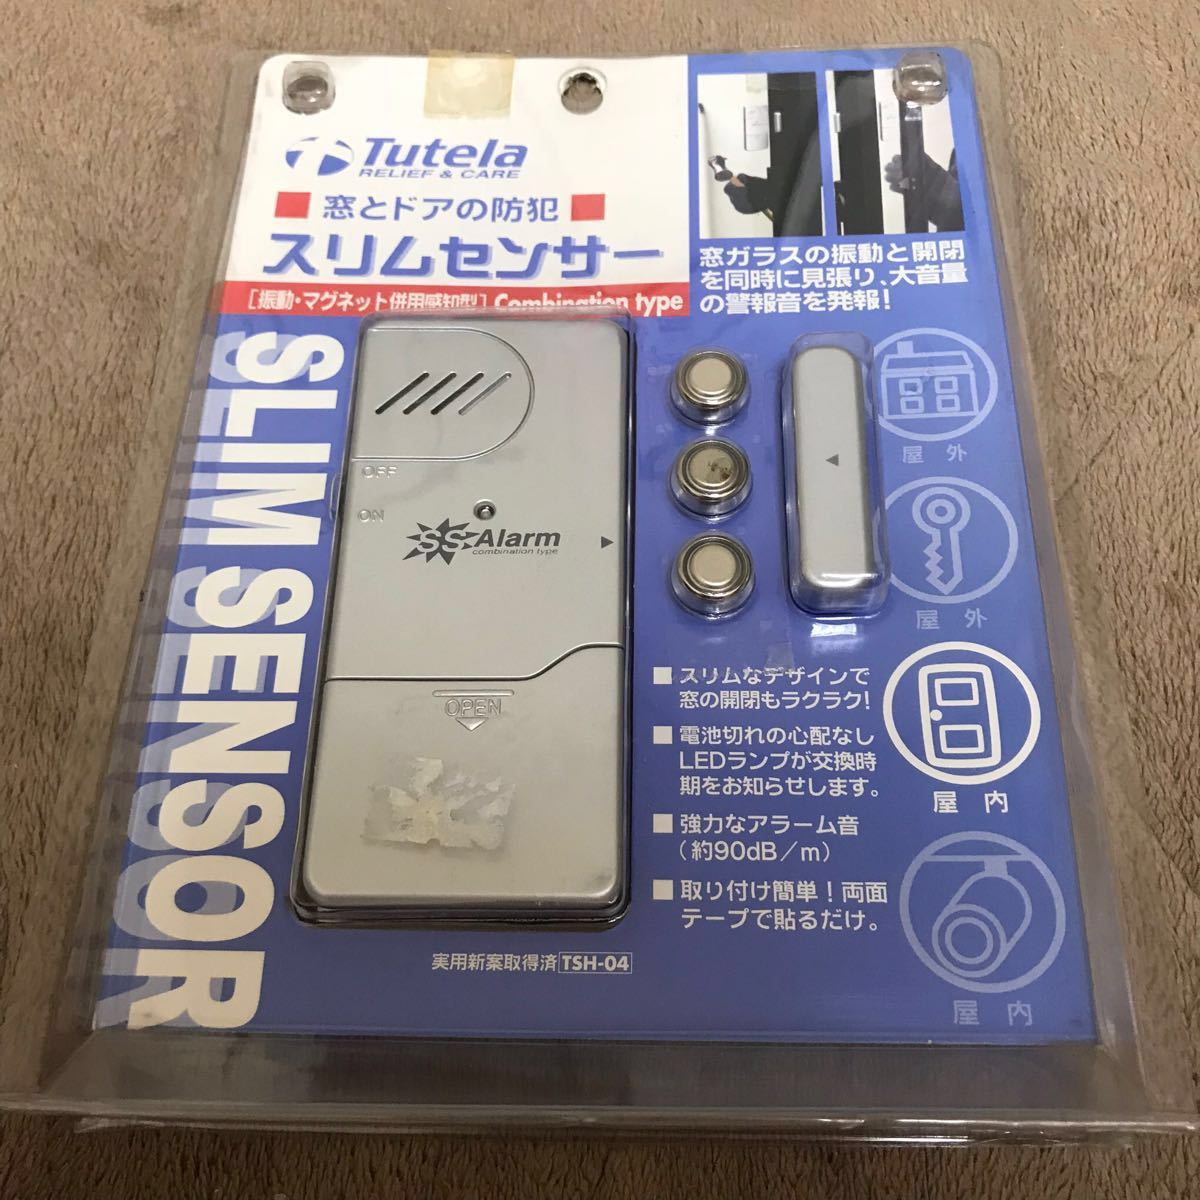 Tutela
RELIEF & CARE
■ 窓とドアの防犯 ■
スリムセンサー
[振動・マグネット併用感知型] Combination type
窓ガラスの振動と開閉
を同時に見張り、大音量
の警報音を発報!
SLIM SENSOR
OFF
ON
SS Alarm
combination type
OPEN
屋外
屋外
屋内
屋内
■ スリムなデザインで
窓の開閉もラクラク!
■ 電池切れの心配なし
LEDランプが交換時
期をお知らせします。
■ 強力なアラーム音
(約90dB/m)
■ 取り付け簡単!両面
テープで貼るだけ。
実用新案取得済 TSH-04